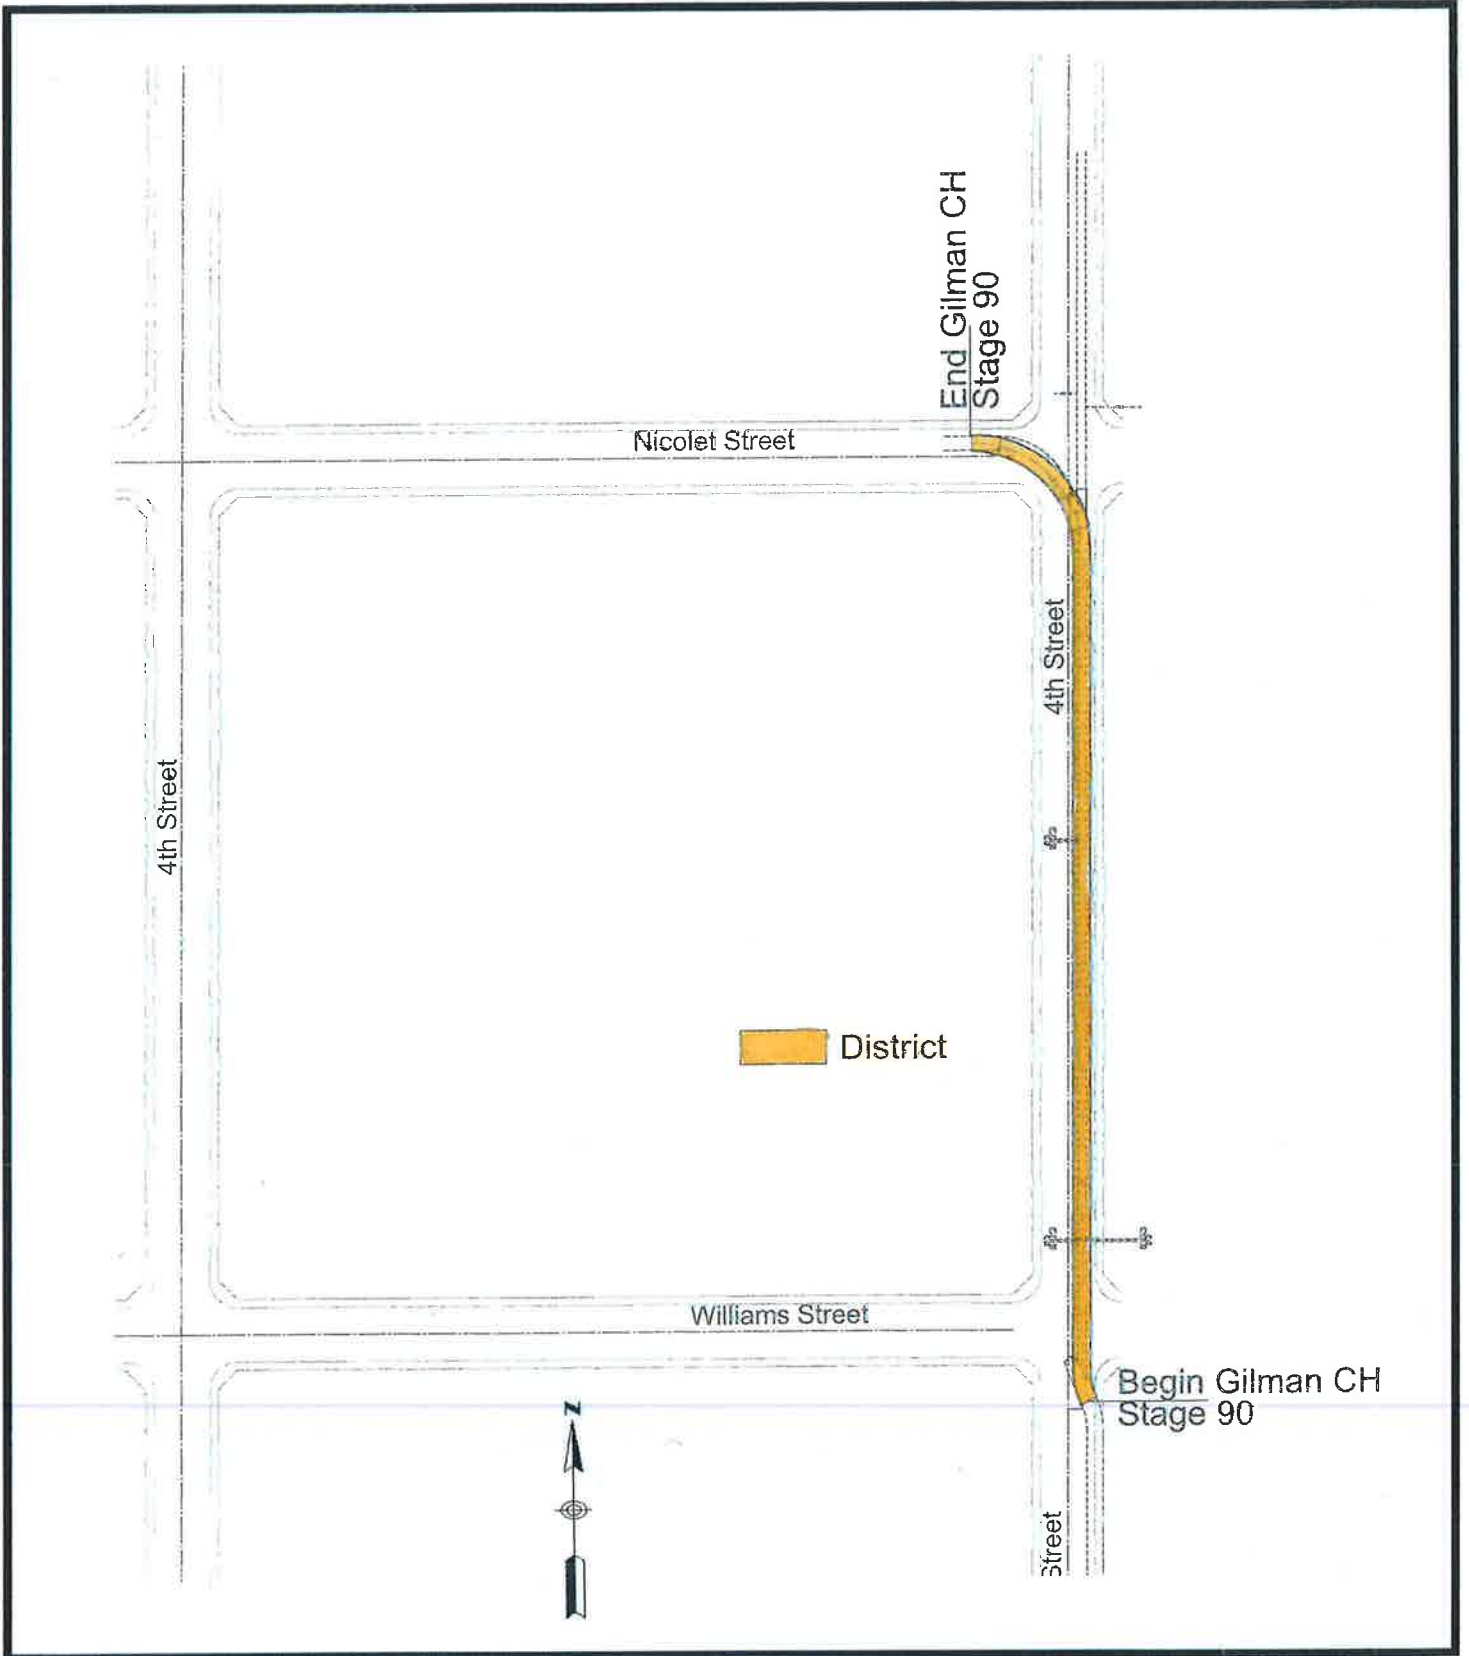 End Gilman CH
Stage 90
Nicolet Street
4th Street
4th Street
District
Williams Street
Begin Gilman CH
Stage 90
N
Street